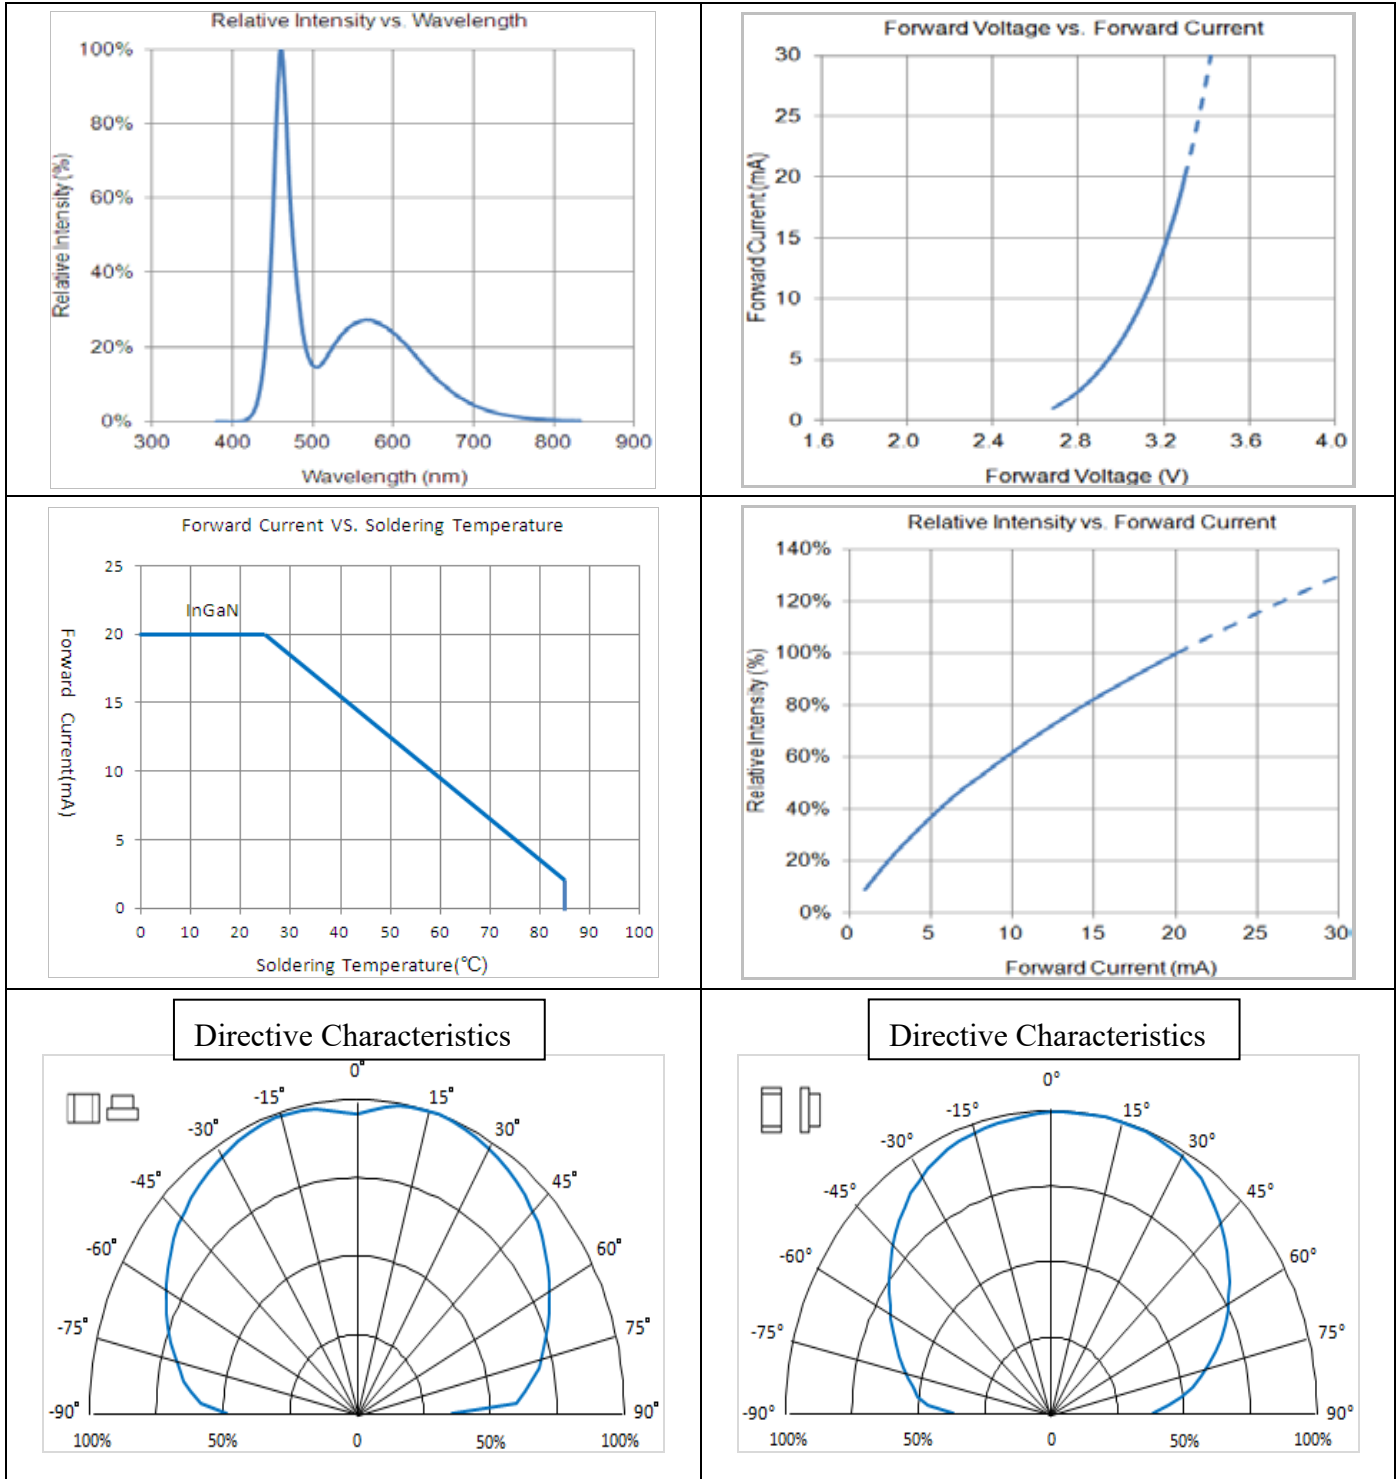 Relative Intensity vs. Wavelength
100%
80%
60%
40%
20%
0%
Relative Intensity (%)
300 400 500 600 700 800 900
Wavelength (nm)
Forward Voltage vs. Forward Current
30
25
20
15
10
5
0
Forward Current (mA)
1.6 2.0 2.4 2.8 3.2 3.6 4.0
Forward Voltage (V)
Forward Current VS. Soldering Temperature
25
20
15
10
5
0
InGaN
Forward Current(mA)
0 10 20 30 40 50 60 70 80 90 100
Soldering Temperature(℃)
Relative Intensity vs. Forward Current
140%
120%
100%
80%
60%
40%
20%
0%
Relative Intensity (%)
0 5 10 15 20 25 30
Forward Current (mA)
Directive Characteristics
0°
-15° 15°
-30° 30°
-45° 45°
-60° 60°
-75° 75°
-90° 90°
100% 50% 0 50% 100%
Directive Characteristics
0°
-15° 15°
-30° 30°
-45° 45°
-60° 60°
-75° 75°
-90° 90°
100% 50% 0 50% 100%